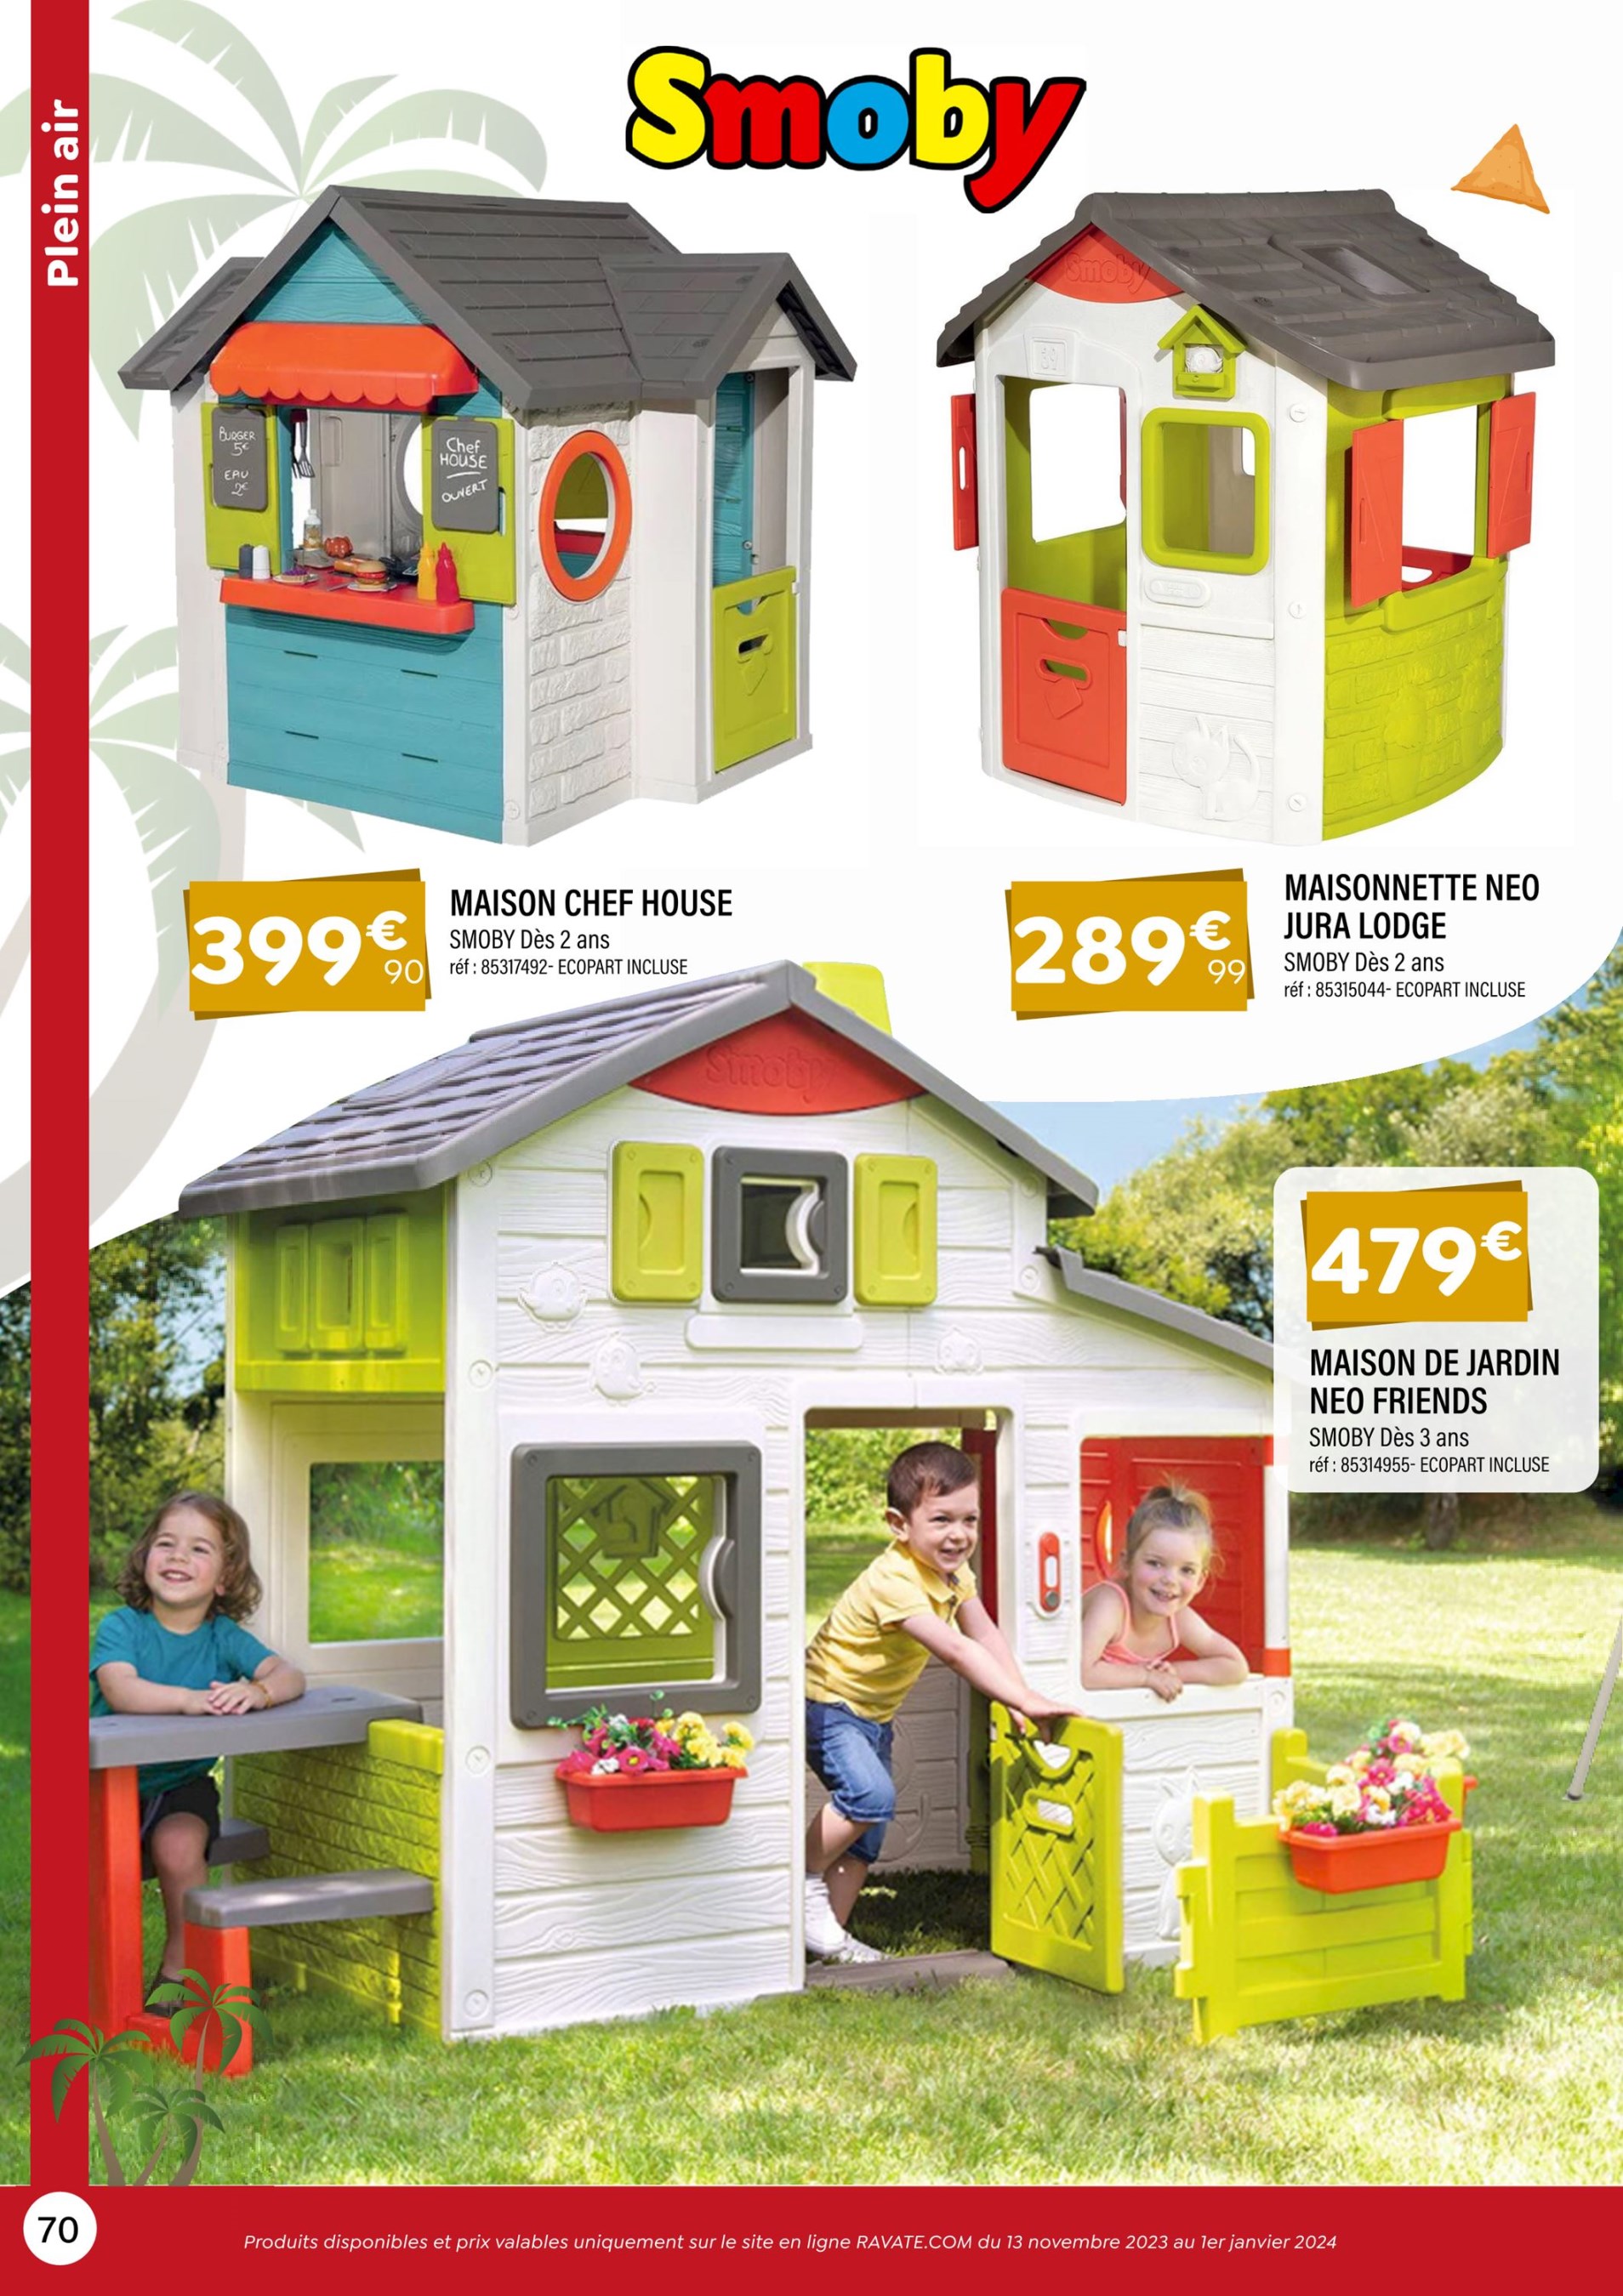 Plein air
Smoby
Smoby
BURGER
5€
EAU
2€
Chef
HOUSE
OUVERT
399€90
MAISON CHEF HOUSE
SMOBY Dès 2 ans
réf : 85317492- ECOPART INCLUSE
289€99
MAISONNETTE NEO
JURA LODGE
SMOBY Dès 2 ans
réf : 85315044- ECOPART INCLUSE
Smoby
479€
MAISON DE JARDIN
NEO FRIENDS
SMOBY Dès 3 ans
réf : 85314955- ECOPART INCLUSE
70
Produits disponibles et prix valables uniquement sur le site en ligne RAVATE.COM du 13 novembre 2023 au 1er janvier 2024